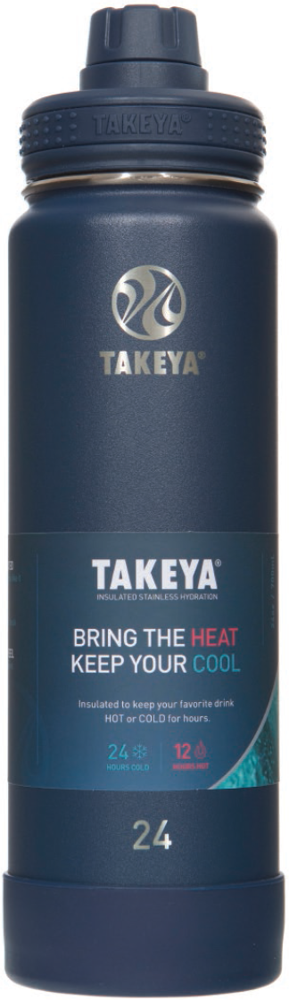 TAKEYA®
TAKEYA®
TAKEYA®
INSULATED STAINLESS HYDRATION
BRING THE HEAT
KEEP YOUR COOL
Insulated to keep your favorite drink
HOT or COLD for hours.
24 12
HOURS COLD HOURS HOT
24